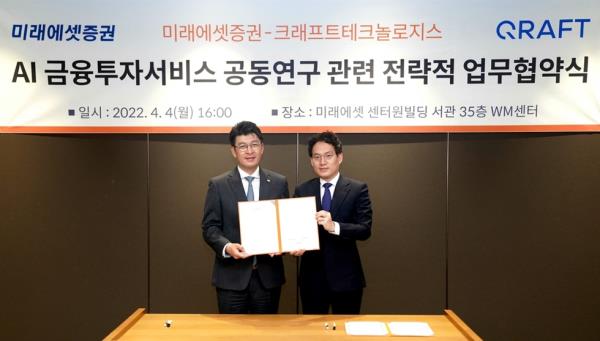 미래에셋증권 미래에셋증권-크래프트테크놀로지스 QRAFT
AI 금융투자서비스 공동연구 관련 전략적 업무협약식
■ 일시 : 2022. 4. 4(월) 16:00 ■ 장소 : 미래에셋 센터원빌딩 서관 35층 WM센터